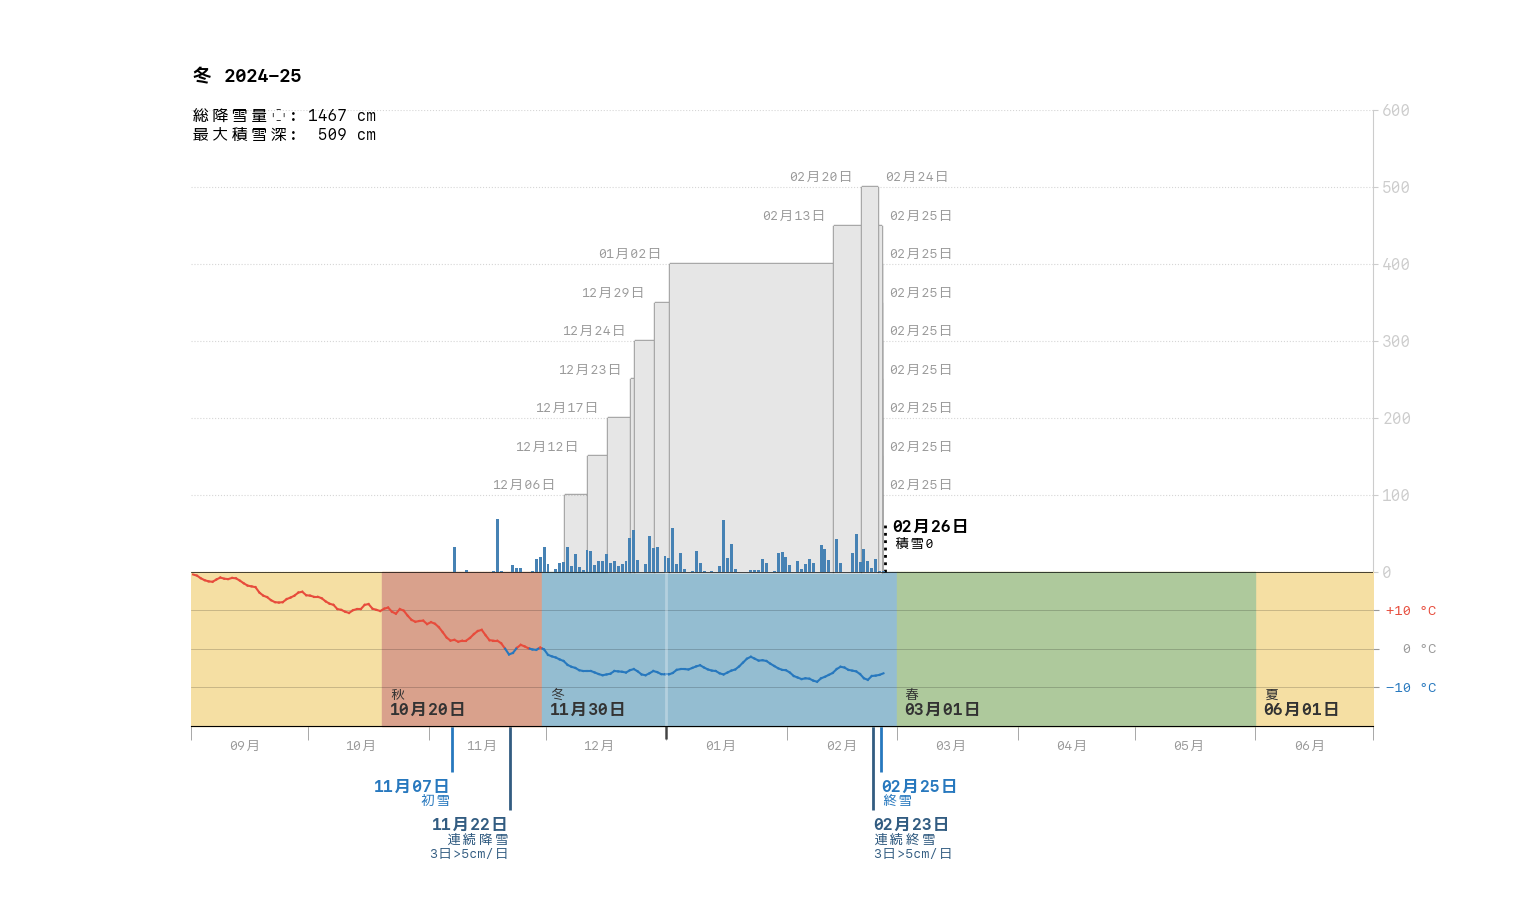 冬 2024–25
総降雪量: 1467 cm
最大積雪深: 509 cm
600
02月20日 02月24日
500
02月13日 02月25日
01月02日 02月25日
400
12月29日 02月25日
12月24日 02月25日
300
12月23日 02月25日
12月17日 02月25日
200
12月12日 02月25日
12月06日 02月25日
100
02月26日
積雪0
0
+10 °C
0 °C
−10 °C
秋
10月20日
冬
11月30日
春
03月01日
夏
06月01日
09月 10月 11月 12月 01月 02月 03月 04月 05月 06月
11月07日
初雪
02月25日
終雪
11月22日
連続降雪
3日>5cm/日
02月23日
連続終雪
3日>5cm/日